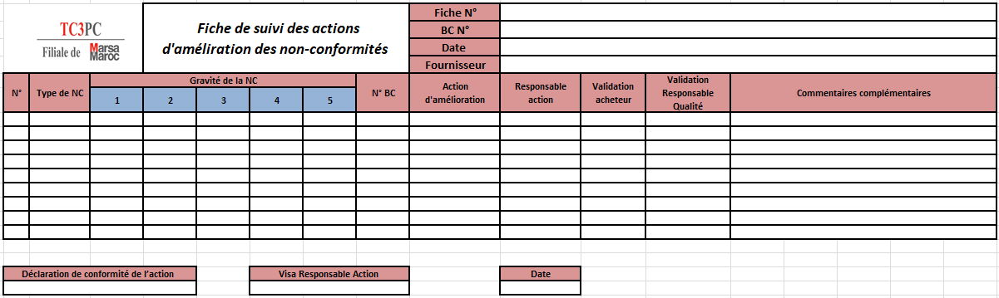 TC3PC
Filiale de Marsa Maroc
Fiche de suivi des actions
d'améliration des non-conformités
Fiche N°
BC N°
Date
Fournisseur
N°
Type de NC
Gravité de la NC
1
2
3
4
5
N° BC
Action
d'amélioration
Responsable
action
Validation
acheteur
Validation
Responsable
Qualité
Commentaires complémentaires
Déclaration de conformité de l'action
Visa Responsable Action
Date